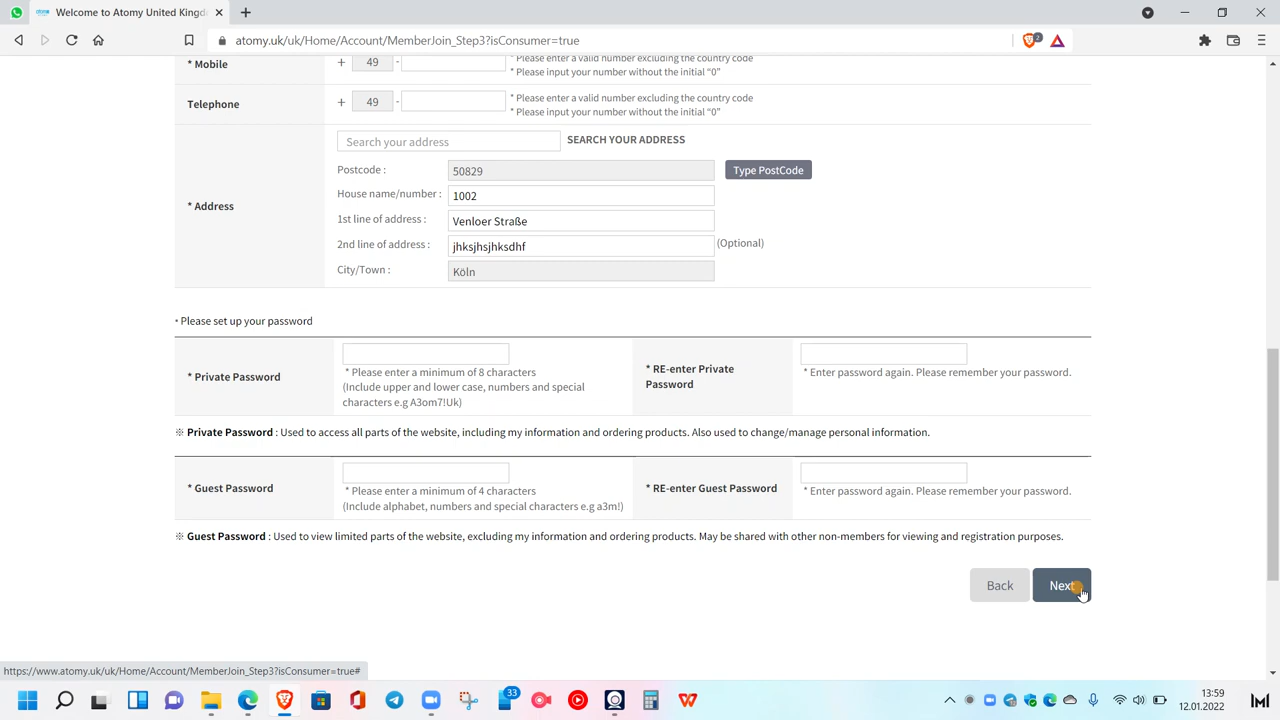 Welcome to Atomy United Kingd
atomy.uk/uk/Home/Account/MemberJoin_Step3?isConsumer=true
2
* Mobile
+ 49 -
* Please enter a valid number excluding the country code
* Please input your number without the initial “0”
Telephone
+ 49 -
* Please enter a valid number excluding the country code
* Please input your number without the initial “0”
* Address
Search your address SEARCH YOUR ADDRESS
Postcode : 50829 Type PostCode
House name/number : 1002
1st line of address : Venloer Straße
2nd line of address : jhksjhsjhksdhf (Optional)
City/Town : Köln
* Please set up your password
* Private Password
* Please enter a minimum of 8 characters
(Include upper and lower case, numbers and special
characters e.g A3om7!Uk)
* RE-enter Private
Password
* Enter password again. Please remember your password.
※ Private Password : Used to access all parts of the website, including my information and ordering products. Also used to change/manage personal information.
* Guest Password
* Please enter a minimum of 4 characters
(Include alphabet, numbers and special characters e.g a3m!)
* RE-enter Guest Password
* Enter password again. Please remember your password.
※ Guest Password : Used to view limited parts of the website, excluding my information and ordering products. May be shared with other non-members for viewing and registration purposes.
Back Next
https://www.atomy.uk/uk/Home/Account/MemberJoin_Step3?isConsumer=true#
33
13:59
12.01.2022